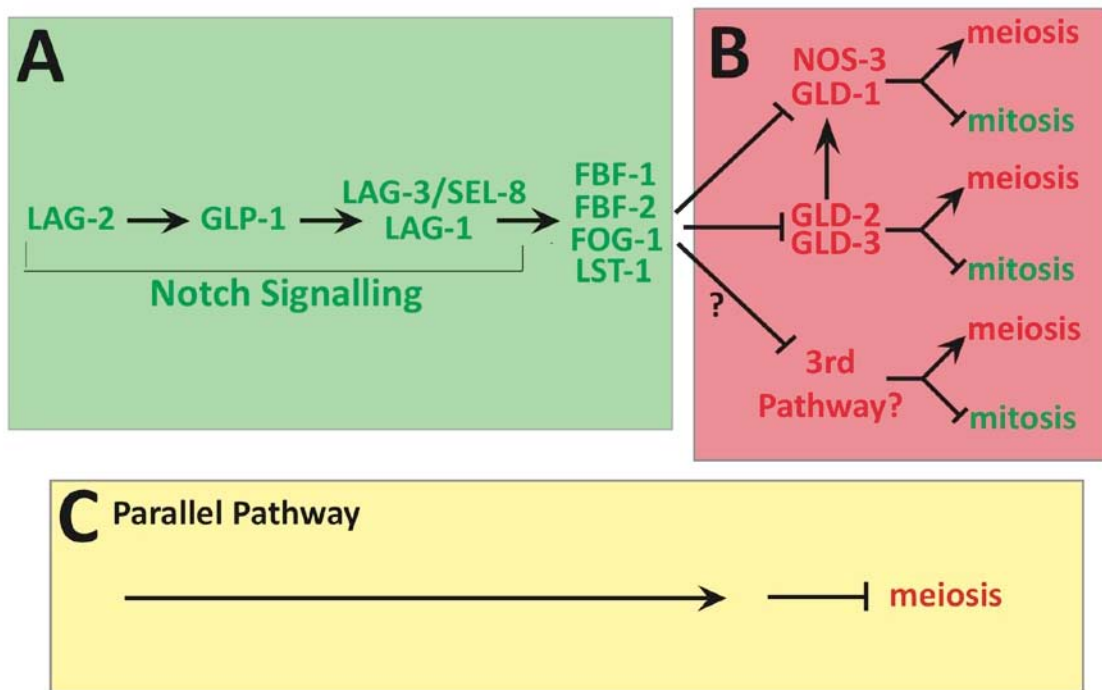 A
LAG-2
GLP-1
LAG-3/SEL-8
LAG-1
Notch Signalling
FBF-1
FBF-2
FOG-1
LST-1
?
B
NOS-3
GLD-1
meiosis
mitosis
GLD-2
GLD-3
meiosis
mitosis
3rd
Pathway?
meiosis
mitosis
C
Parallel Pathway
meiosis